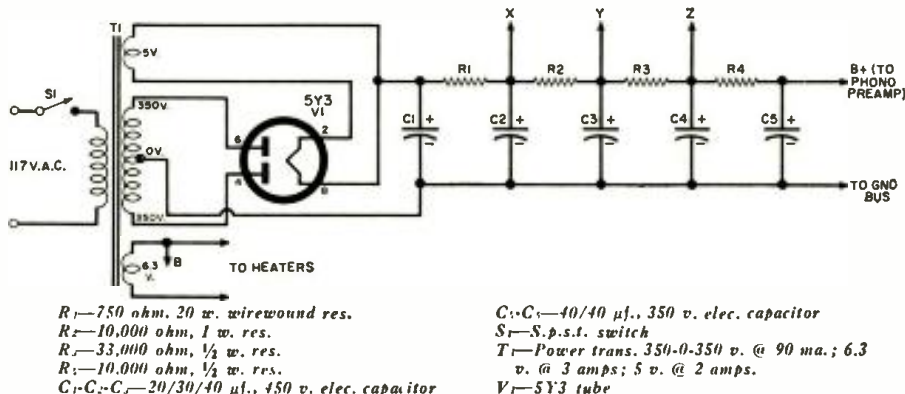 T1
X
Y
Z
5V
S1
350V.
5Y3
V1
R1
R2
R3
R4
B+ (TO
PHONO
PREAMP)
6
2
C1 +
C2 +
C3 +
C4 +
C5 +
0V.
117 V.A.C.
4
8
TO GND
BUS
350V.
6.3
V.
B
TO HEATERS
R1—750 ohm, 20 w. wirewound res.
R2—10,000 ohm, 1 w. res.
—33,000 ohm, ½ w. res.
—10,000 ohm, ½ w. res.
C1-C2-C3—20/30/40 µf., 450 v. elec. capacitor
—40/40 µf., 350 v. elec. capacitor
S1—S.p.s.t. switch
T1—Power trans. 350-0-350 v. @ 90 ma.; 6.3
v. @ 3 amps; 5 v. @ 2 amps.
V1—5Y3 tube